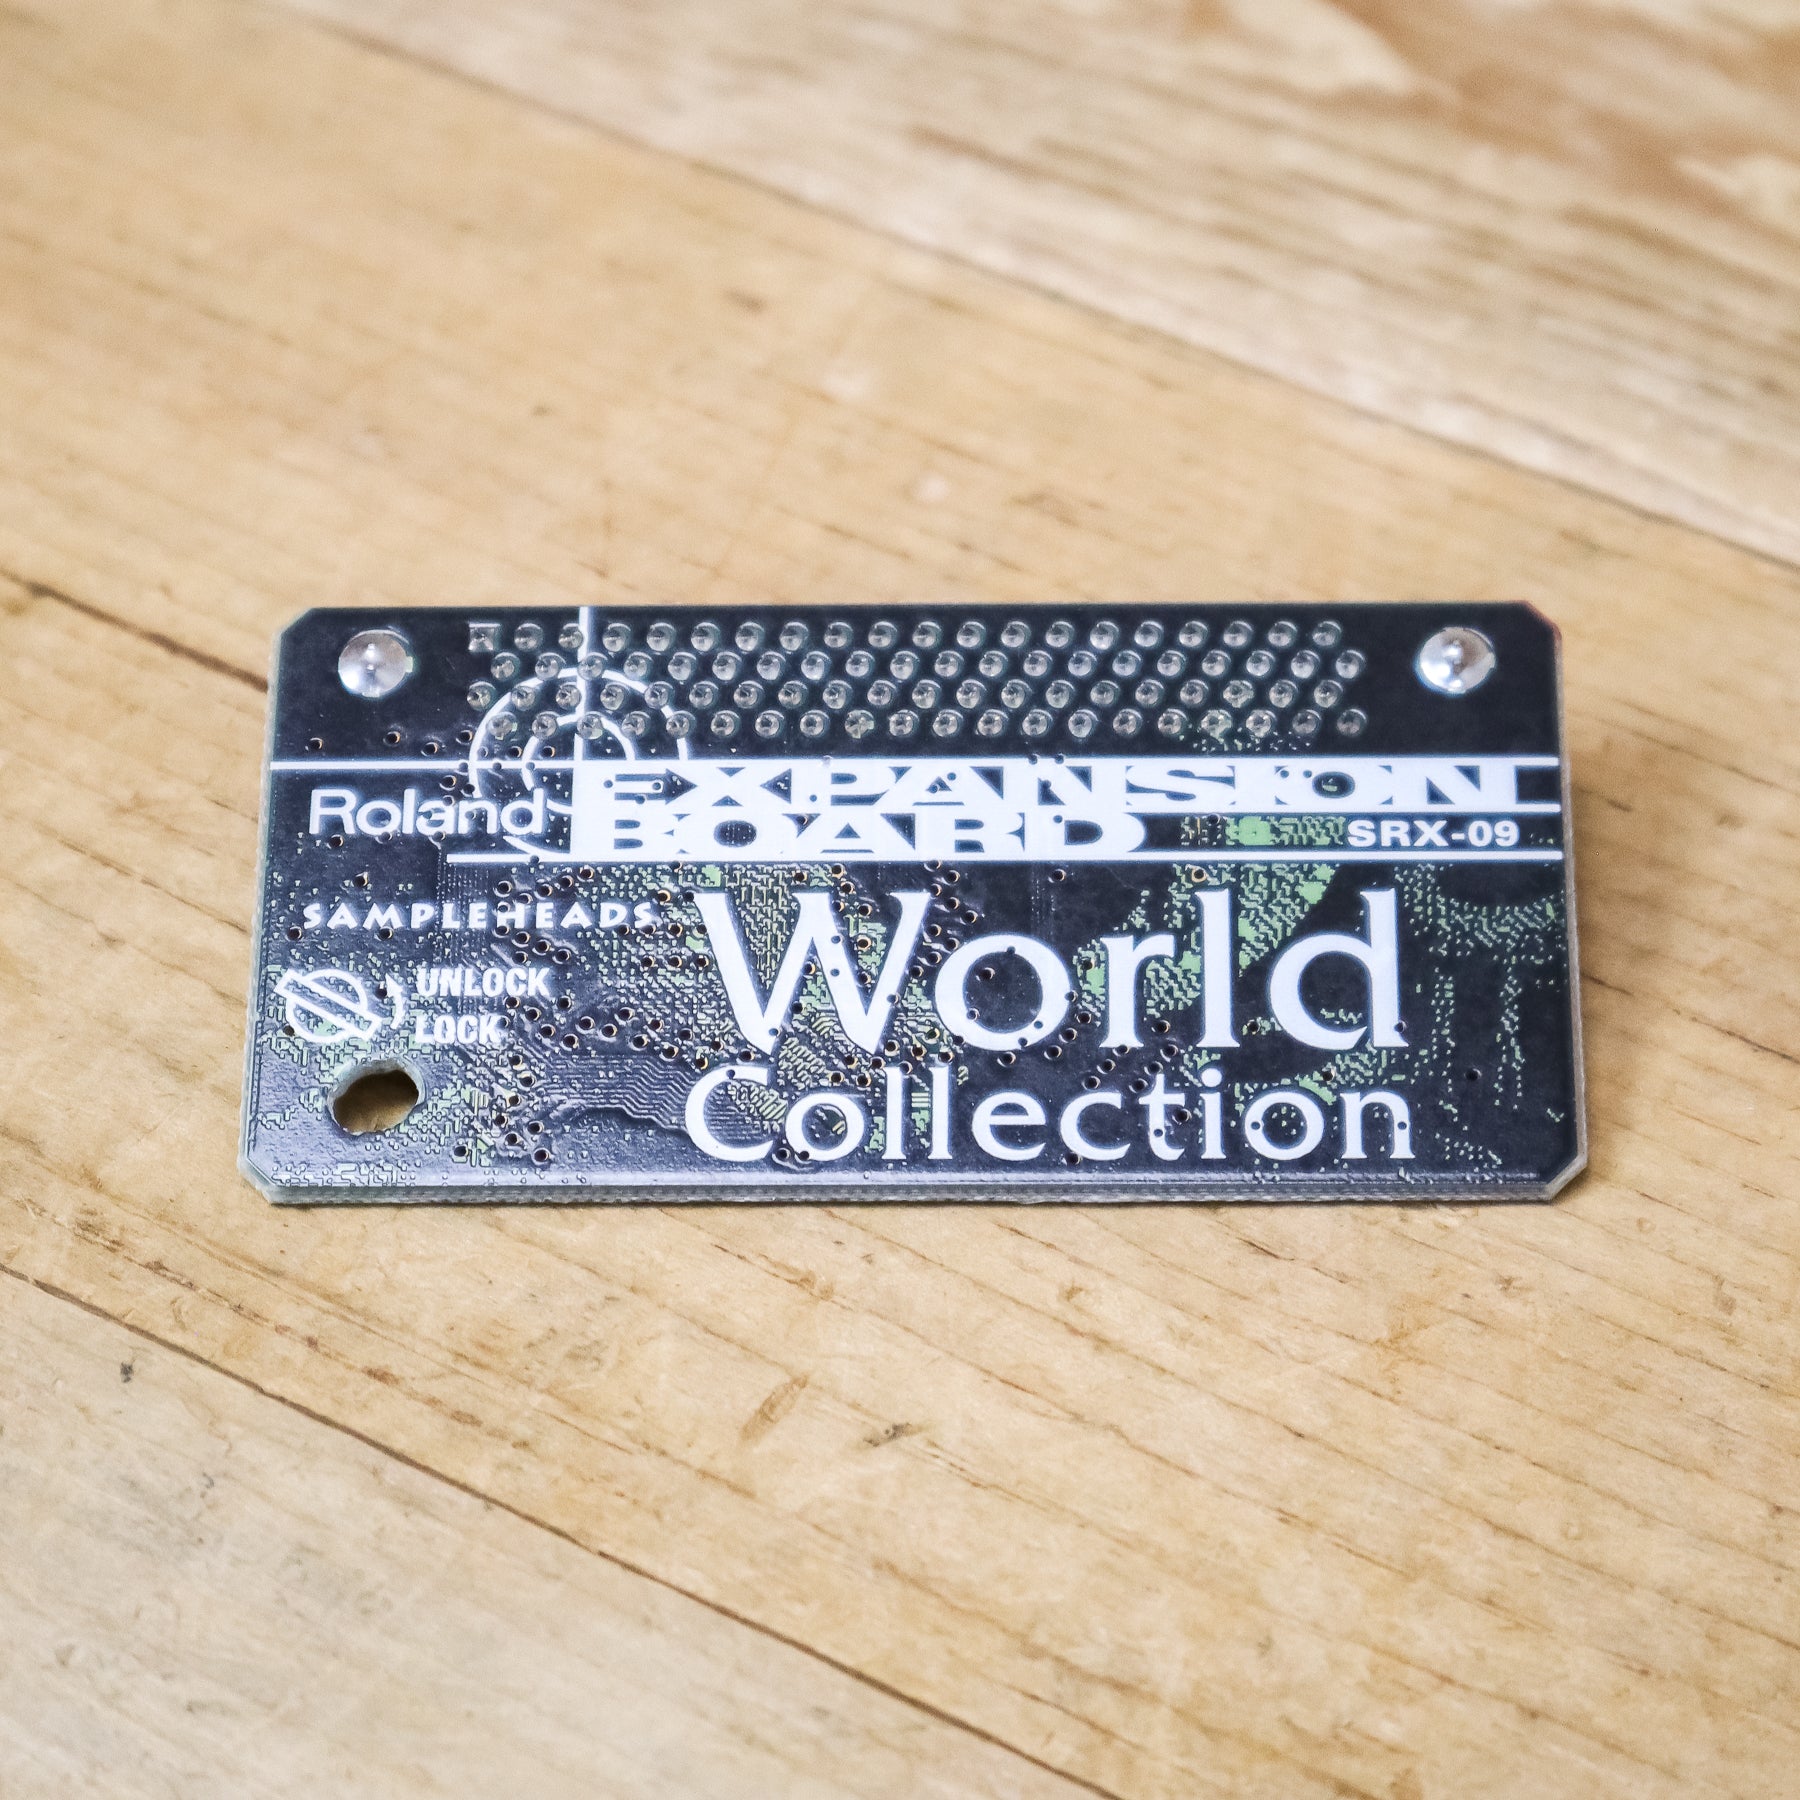 Roland EXPANSION
BOARD SRX-09
SAMPLEHEADS
World
UNLOCK
LOCK
Collection